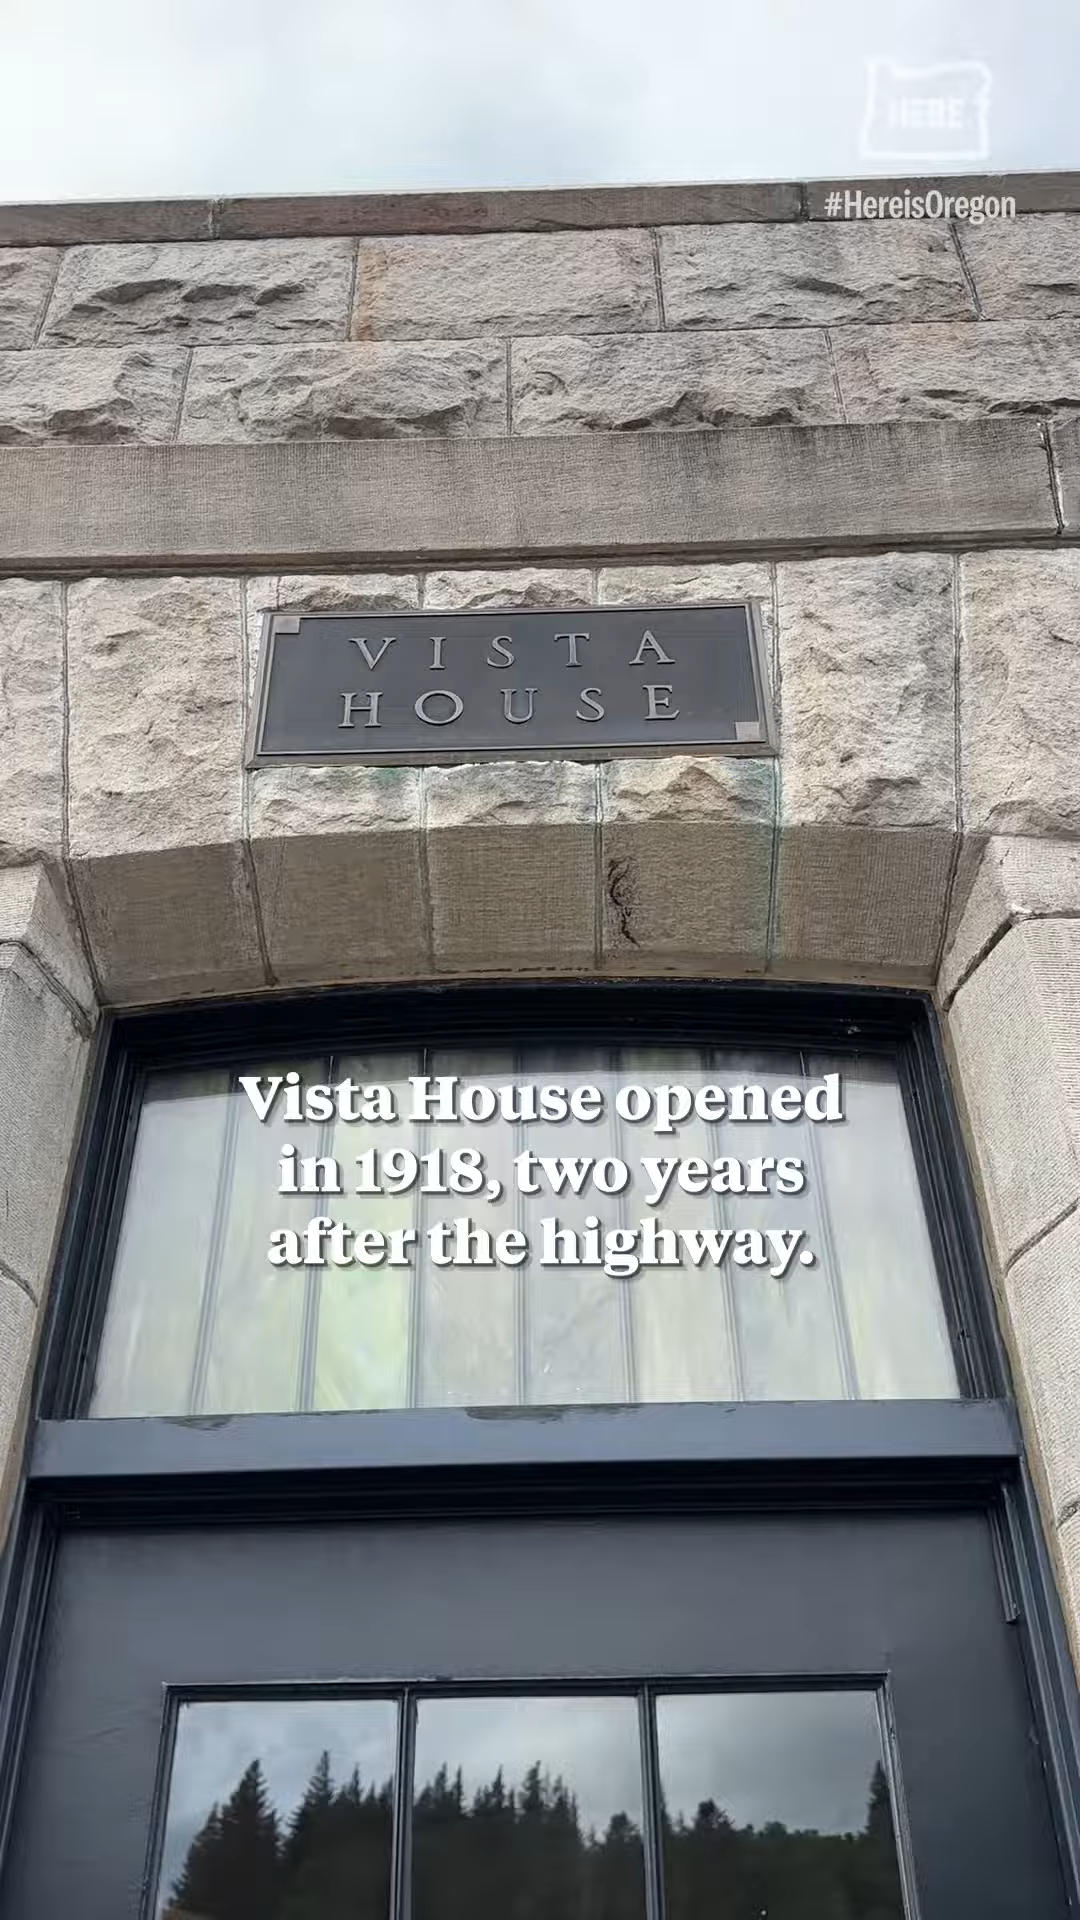 HERE
#HereisOregon
VISTA
HOUSE
Vista House opened
in 1918, two years
after the highway.